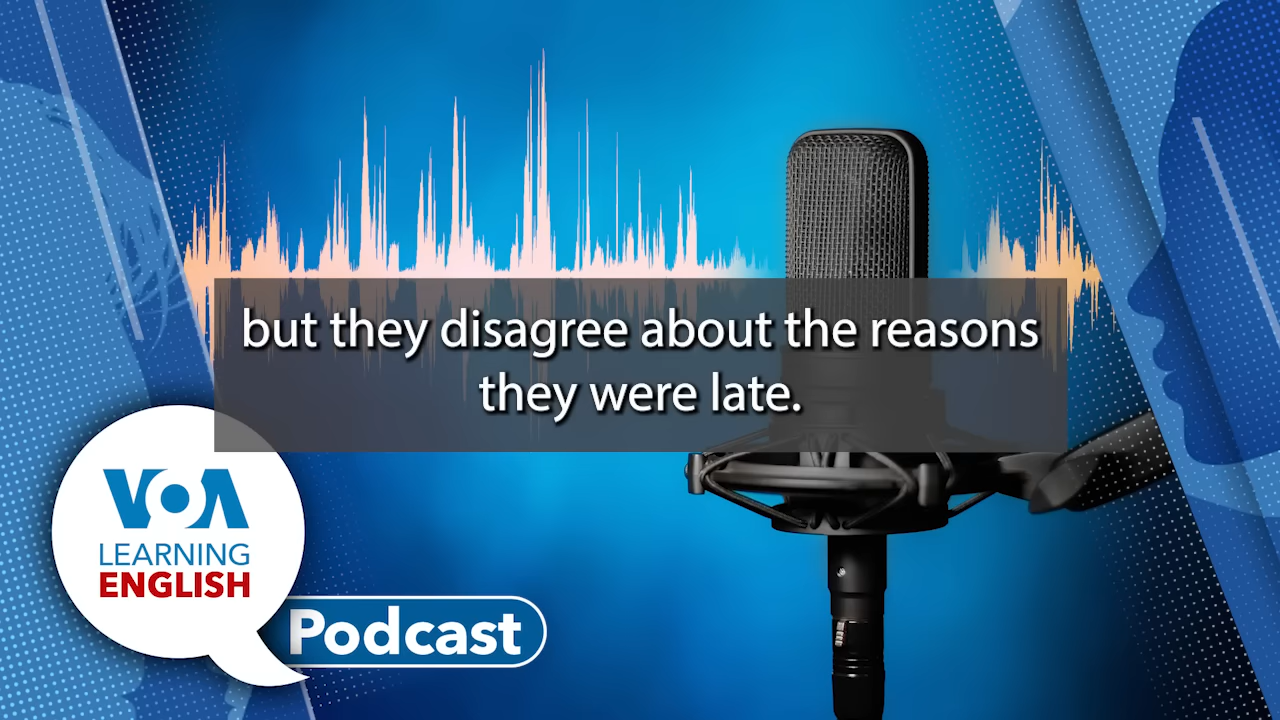 but they disagree about the reasons
they were late.
VOA
LEARNING
ENGLISH
Podcast